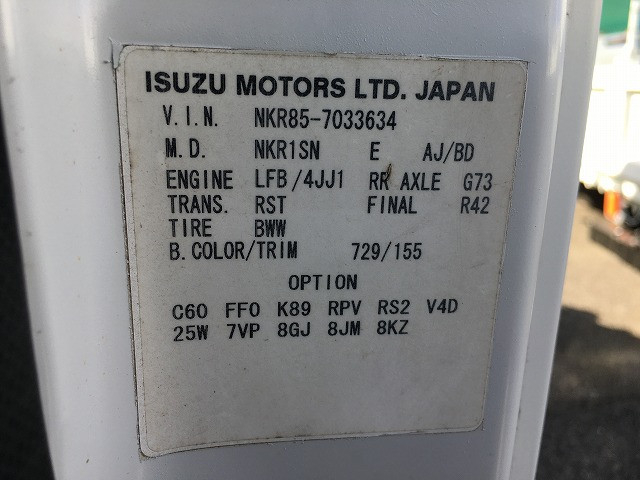 ISUZU MOTORS LTD. JAPAN
V.I.N. NKR85-7033634
M.D. NKR1SN E AJ/BD
ENGINE LFB/4JJ1 RR AXLE G73
TRANS. RST FINAL R42
TIRE BWW
B.COLOR/TRIM 729/155
OPTION
C60 FF0 K89 RPV RS2 V4D
25W 7VP 8GJ 8JM 8KZ